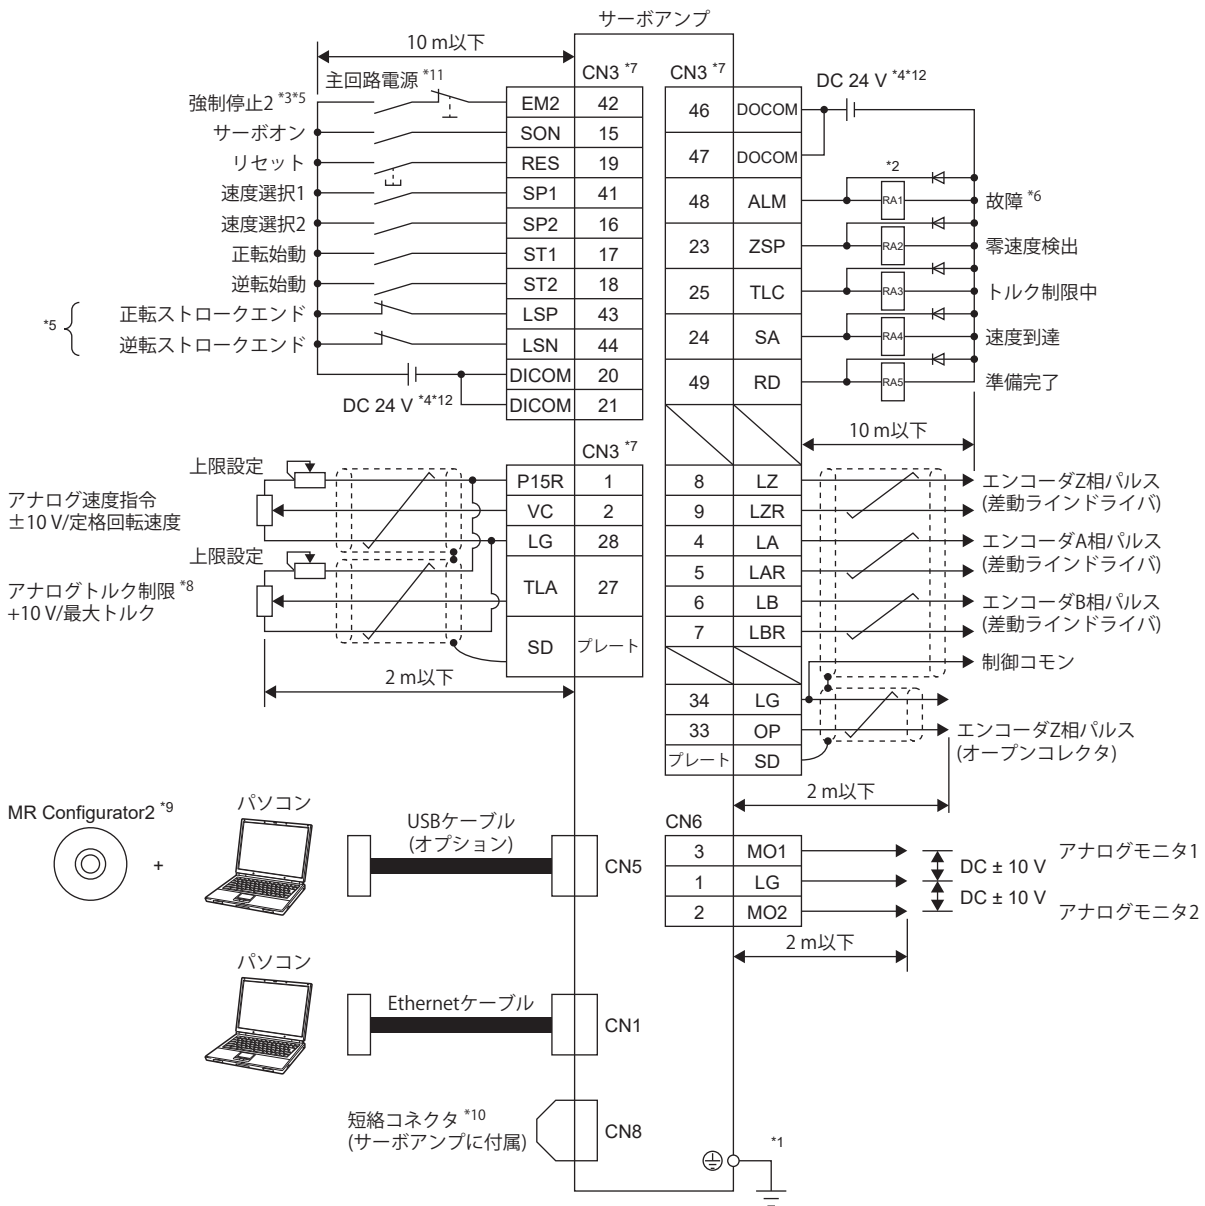 サーボアンプ
10 m以下
CN3 *7
主回路電源 *11
強制停止2 *3*5
EM2 42
サーボオン
SON 15
リセット
RES 19
速度選択1
SP1 41
速度選択2
SP2 16
正転始動
ST1 17
逆転始動
ST2 18
*5
正転ストロークエンド
LSP 43
逆転ストロークエンド
LSN 44
DICOM 20
DC 24 V *4*12
DICOM 21
CN3 *7
DC 24 V *4*12
46 DOCOM
47 DOCOM
*2
48 ALM RA1 故障 *6
23 ZSP RA2 零速度検出
25 TLC RA3 トルク制限中
24 SA RA4 速度到達
49 RD RA5 準備完了
10 m以下
CN3 *7
上限設定
P15R 1
アナログ速度指令
±10 V/定格回転速度
VC 2
LG 28
上限設定
アナログトルク制限 *8
+10 V/最大トルク
TLA 27
SD プレート
2 m以下
8 LZ エンコーダZ相パルス
9 LZR (差動ラインドライバ)
4 LA エンコーダA相パルス
5 LAR (差動ラインドライバ)
6 LB エンコーダB相パルス
7 LBR (差動ラインドライバ)
制御コモン
34 LG
33 OP エンコーダZ相パルス
(オープンコレクタ)
プレート SD
2 m以下
MR Configurator2 *9
+
パソコン
USBケーブル
(オプション)
CN5
CN6
3 MO1 アナログモニタ1
DC ± 10 V
1 LG
DC ± 10 V
2 MO2 アナログモニタ2
2 m以下
パソコン
Ethernetケーブル
CN1
短絡コネクタ *10
(サーボアンプに付属)
CN8
*1